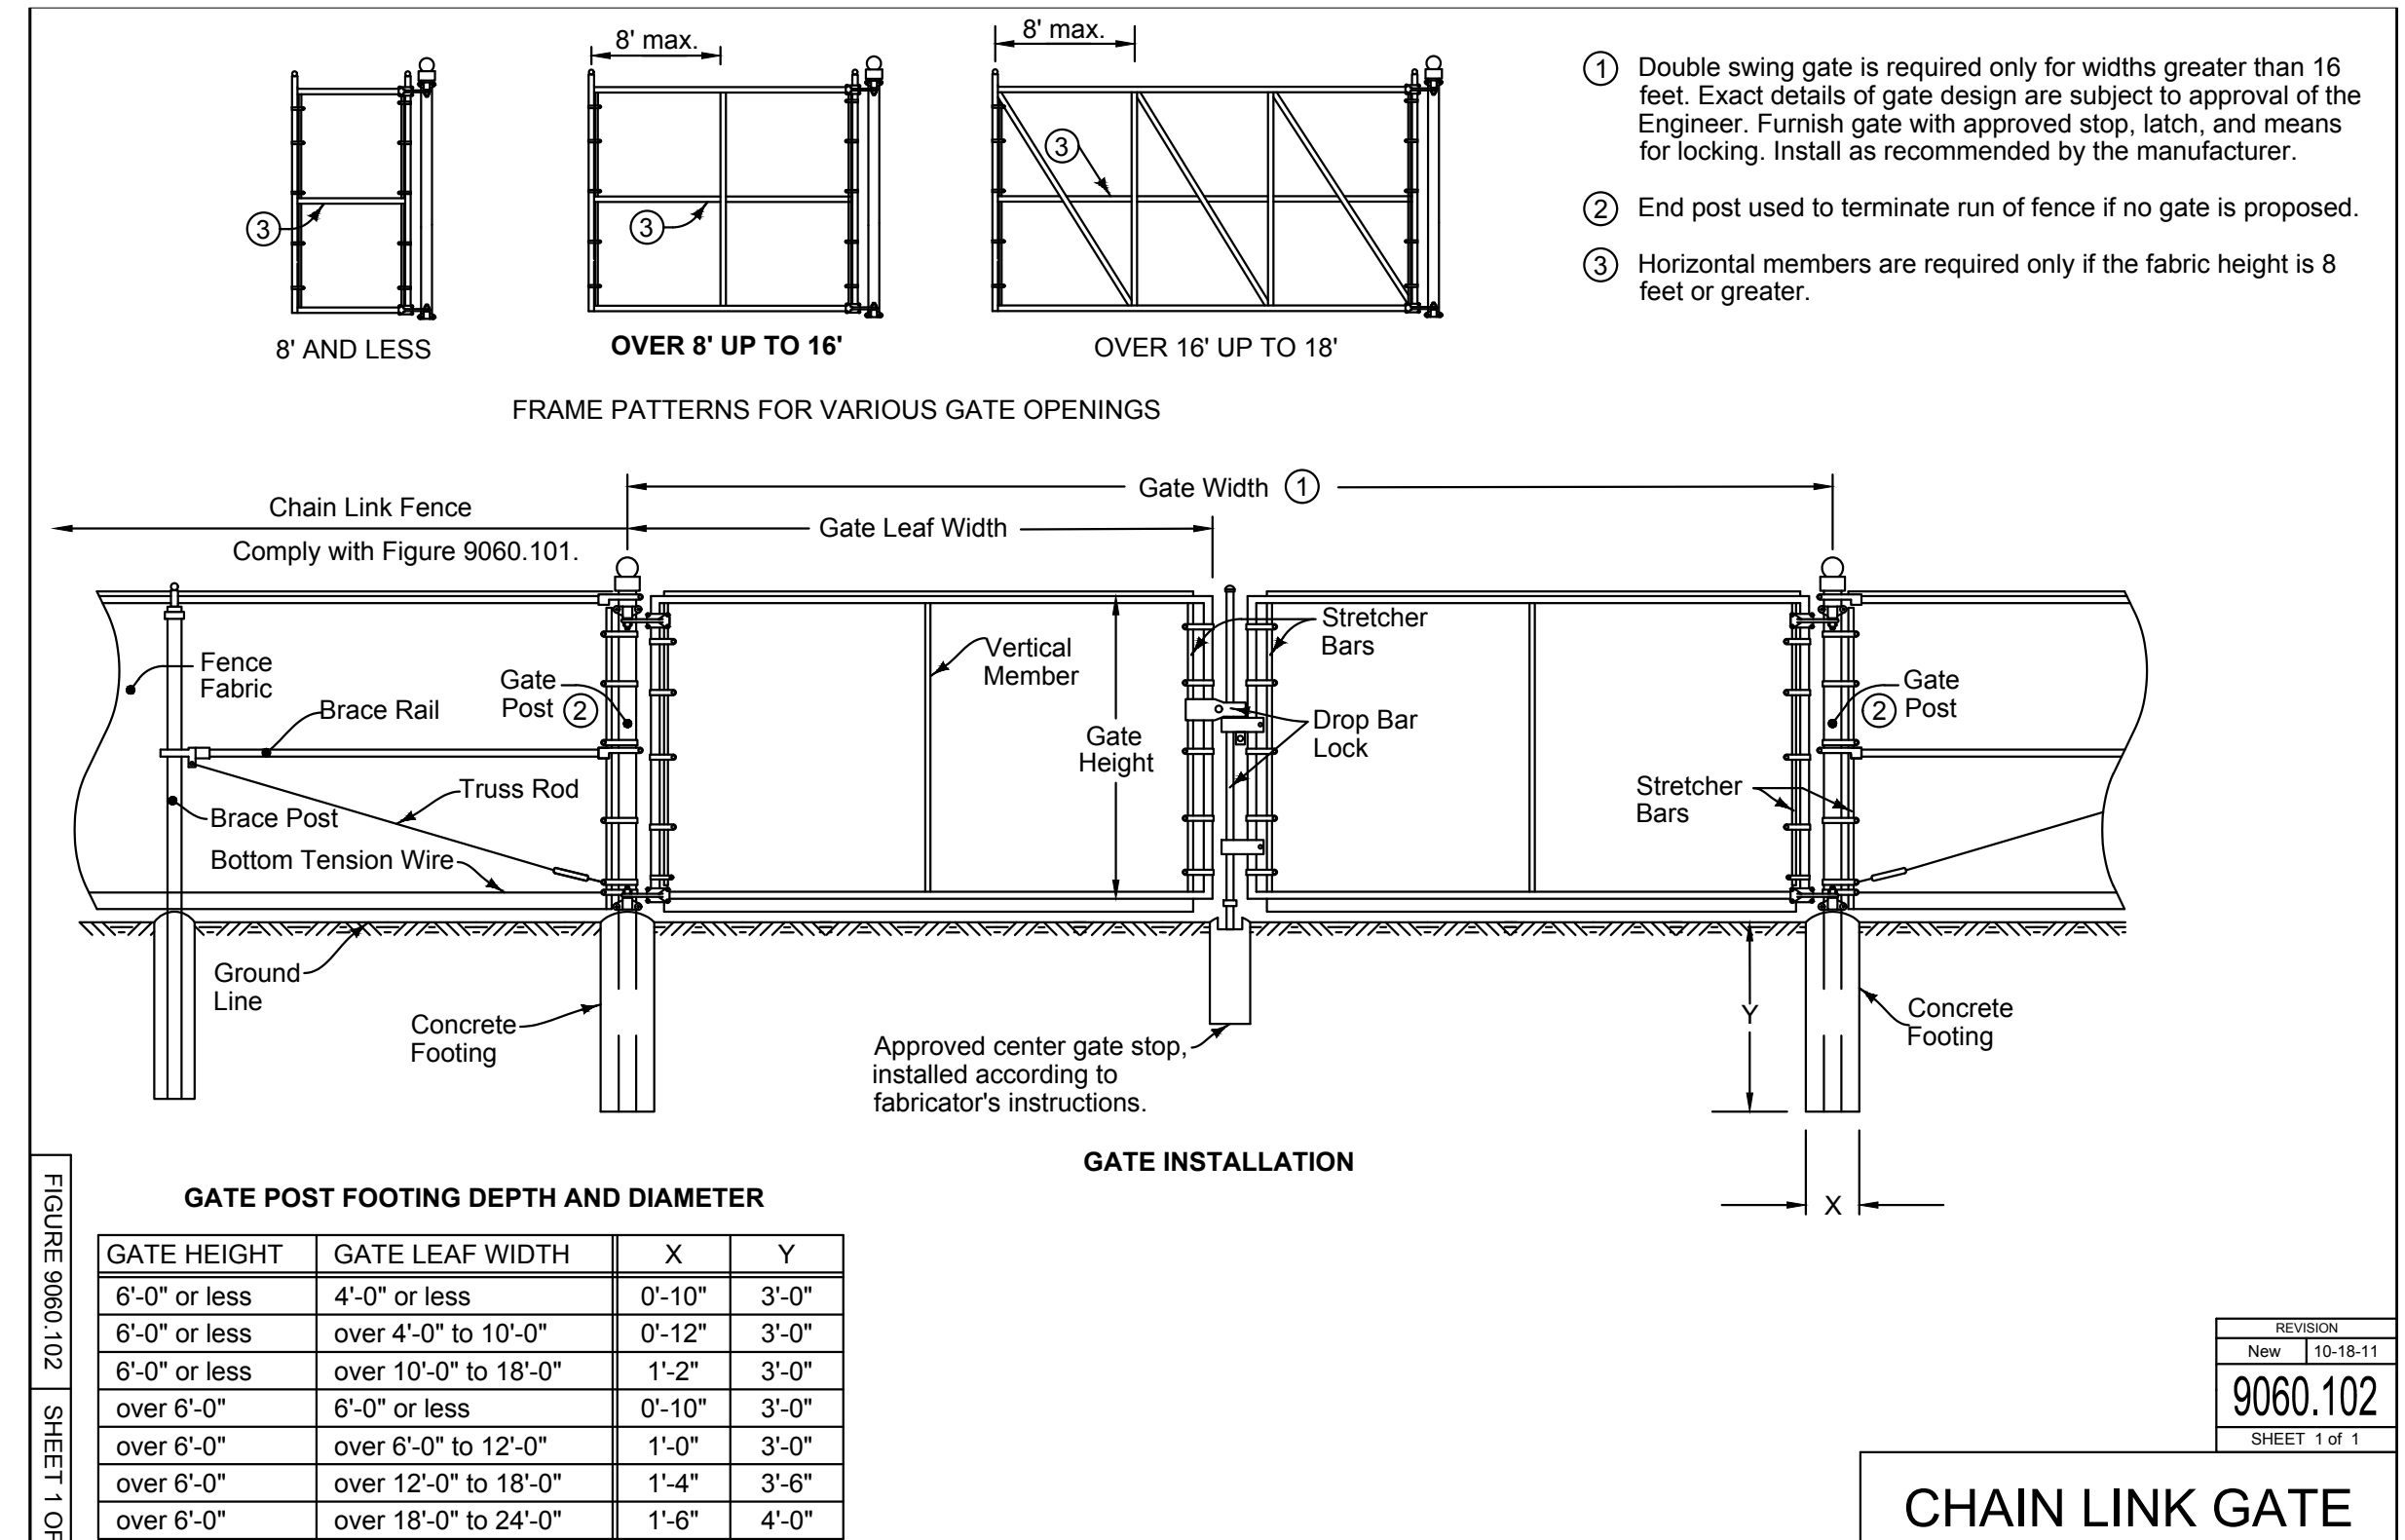 8' max.
8' max.
3
3
3
8' AND LESS
OVER 8' UP TO 16'
OVER 16' UP TO 18'
FRAME PATTERNS FOR VARIOUS GATE OPENINGS
1 Double swing gate is required only for widths greater than 16
feet. Exact details of gate design are subject to approval of the
Engineer. Furnish gate with approved stop, latch, and means
for locking. Install as recommended by the manufacturer.
2 End post used to terminate run of fence if no gate is proposed.
3 Horizontal members are required only if the fabric height is 8
feet or greater.
Gate Width 1
Chain Link Fence
Gate Leaf Width
Comply with Figure 9060.101.
Fence
Fabric
Brace Rail
Gate
Post 2
Vertical
Member
Gate
Height
Stretcher
Bars
Drop Bar
Lock
Gate
2 Post
Truss Rod
Brace Post
Bottom Tension Wire
Stretcher
Bars
Ground
Line
Concrete
Footing
Approved center gate stop,
installed according to
fabricator's instructions.
Y
Concrete
Footing
X
GATE INSTALLATION
GATE POST FOOTING DEPTH AND DIAMETER
GATE HEIGHT GATE LEAF WIDTH X Y
6'-0" or less 4'-0" or less 0'-10" 3'-0"
6'-0" or less over 4'-0" to 10'-0" 0'-12" 3'-0"
6'-0" or less over 10'-0" to 18'-0" 1'-2" 3'-0"
over 6'-0" 6'-0" or less 0'-10" 3'-0"
over 6'-0" over 6'-0" to 12'-0" 1'-0" 3'-0"
over 6'-0" over 12'-0" to 18'-0" 1'-4" 3'-6"
over 6'-0" over 18'-0" to 24'-0" 1'-6" 4'-0"
FIGURE 9060.102
SHEET 1 OF
REVISION
New 10-18-11
9060.102
SHEET 1 of 1
CHAIN LINK GATE